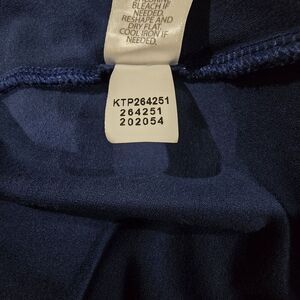 BLEACH IF
NEEDED.
RESHAPE AND
DRY FLAT.
COOL IRON IF
NEEDED.
KTP264251
264251
202054